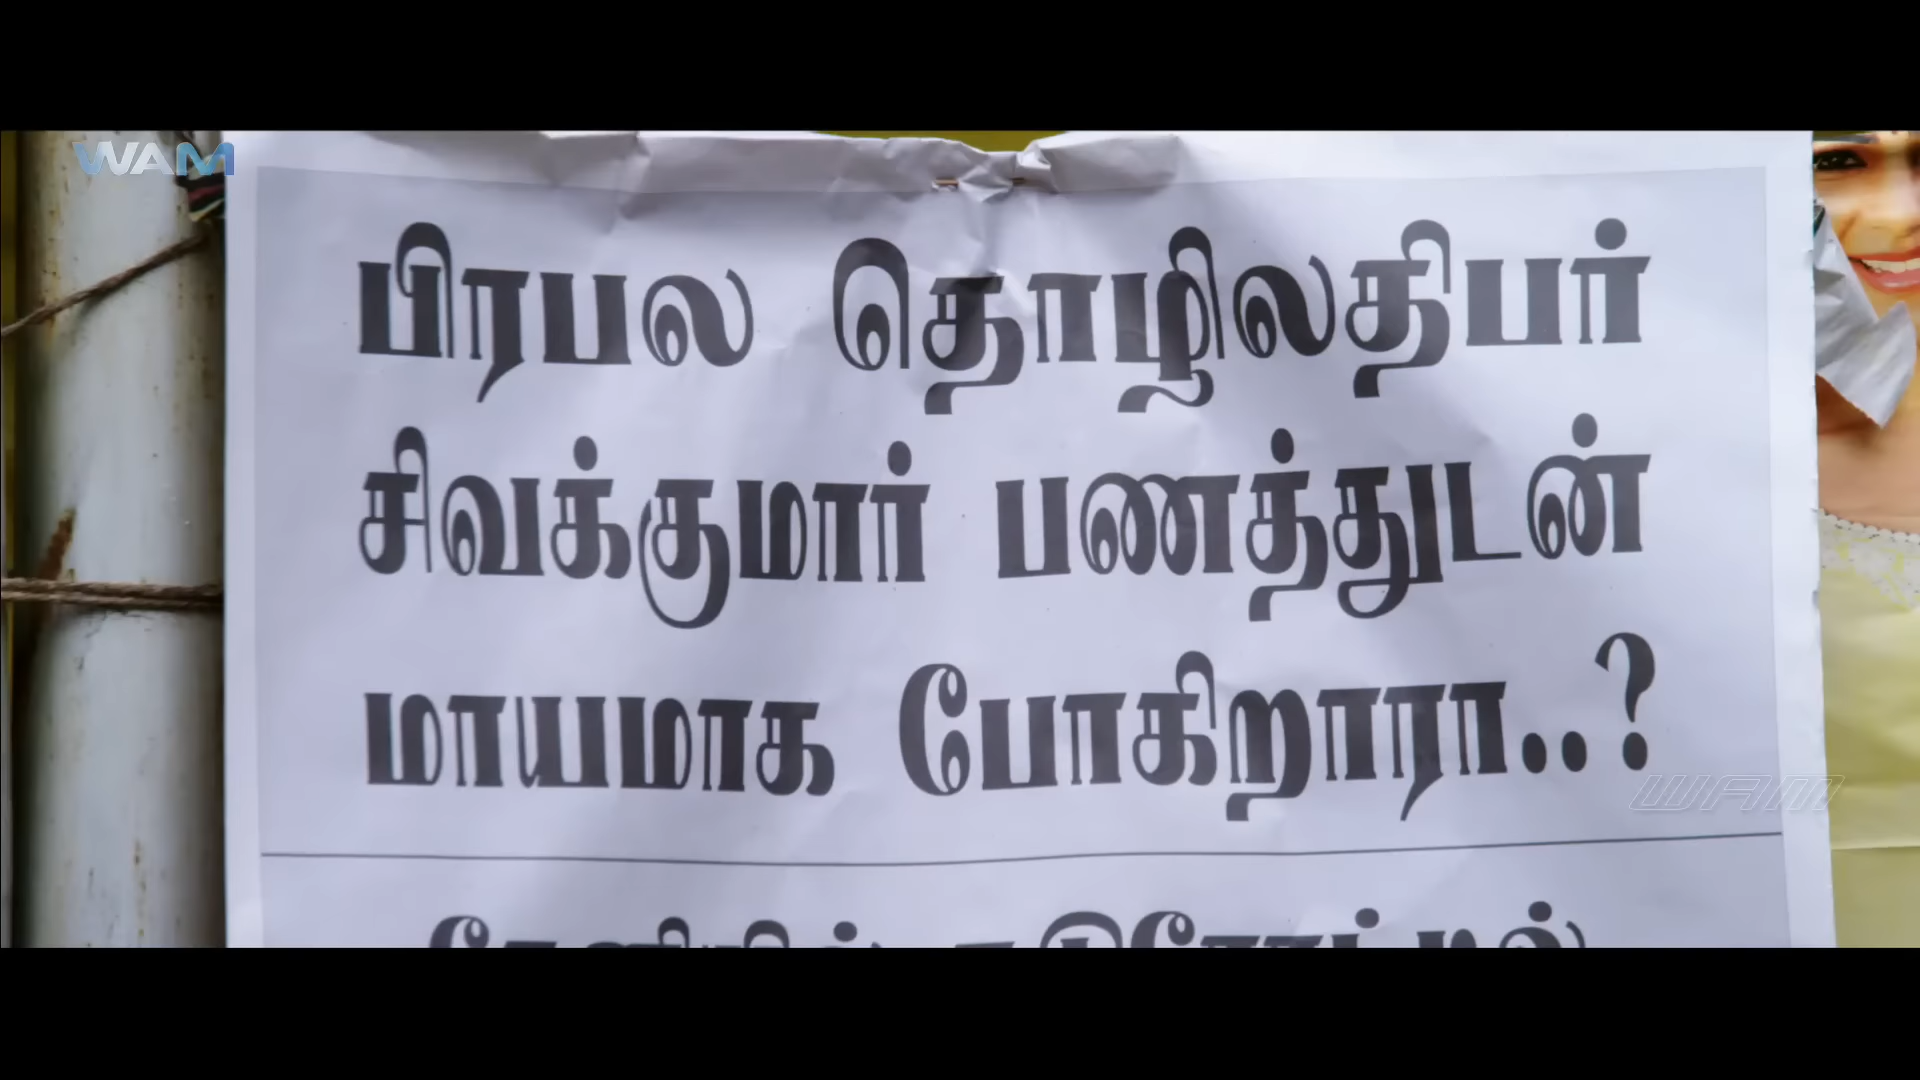 WAM
பிரபல தொழிலதிபர்
சிவக்குமார் பணத்துடன்
மாயமாக போகிறாரா..?
WAM